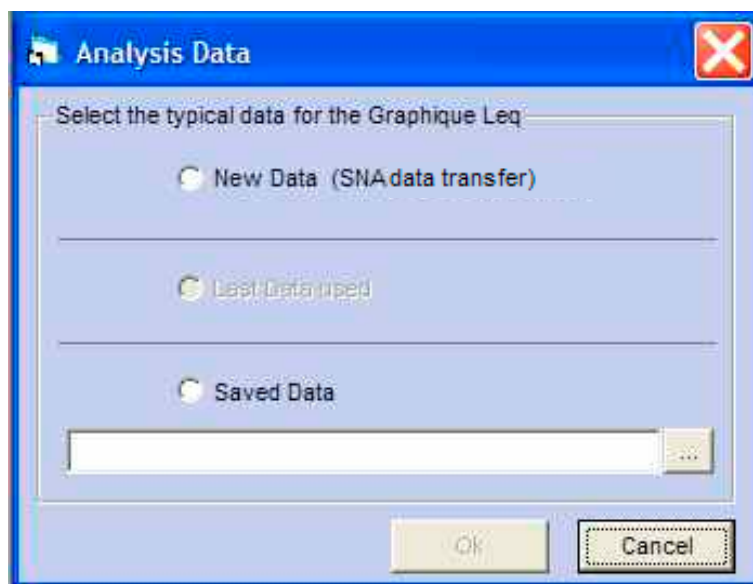 Analysis Data
Select the typical data for the Graphique Leq
New Data (SNA data transfer)
Last Data used
Saved Data
...
Ok
Cancel